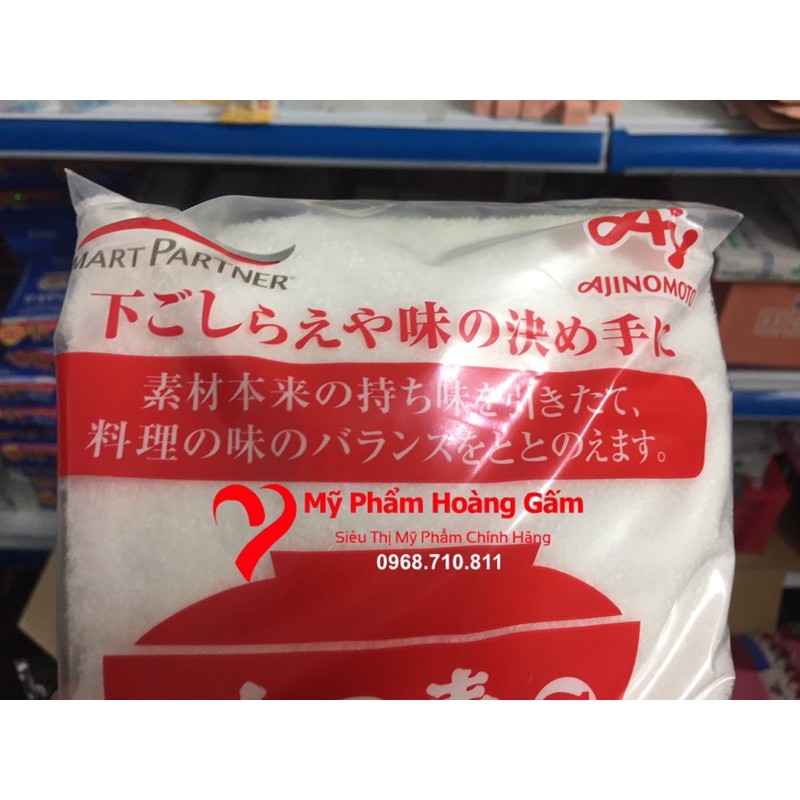 MART PARTNER
AJINOMOTO
下ごしらえや味の決め手に
素材本来の持ち味を引きたて、
料理の味のバランスをととのえます。
Mỹ Phẩm Hoàng Gấm
Siêu Thị Mỹ Phẩm Chính Hãng
0968.710.811